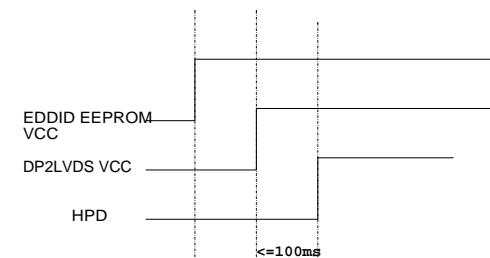 EDDID EEPROM
VCC
DP2LVDS VCC
HPD
<=100ms